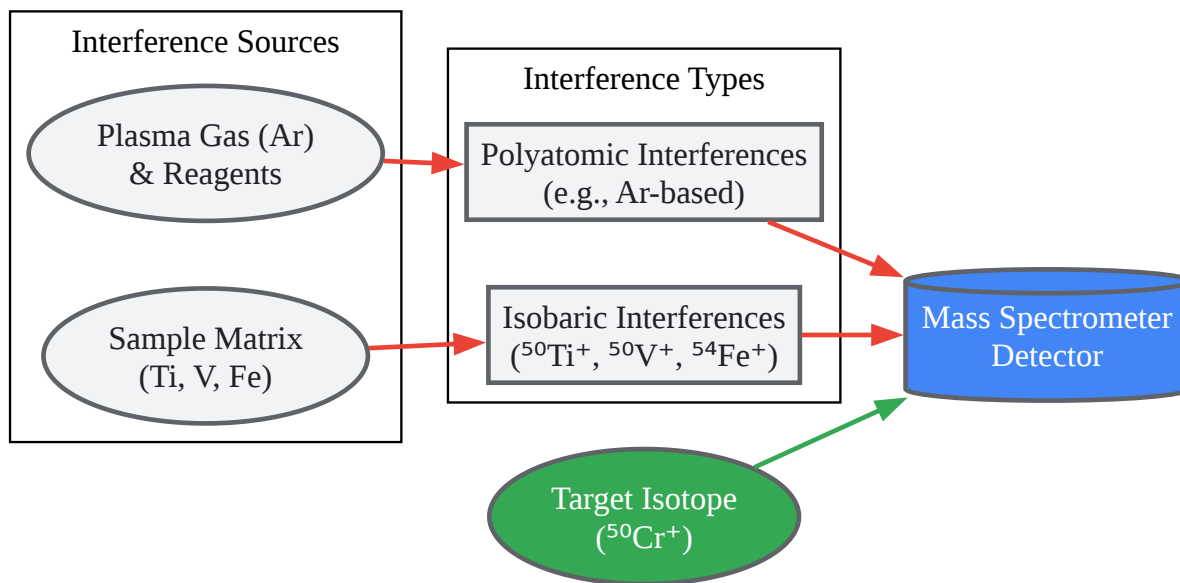 Interference Sources
Plasma Gas (Ar)
& Reagents
Sample Matrix
(Ti, V, Fe)
Interference Types
Polyatomic Interferences
(e.g., Ar-based)
Isobaric Interferences
(⁵⁰Ti⁺, ⁵⁰V⁺, ⁵⁴Fe⁺)
Mass Spectrometer
Detector
Target Isotope
(⁵⁰Cr⁺)